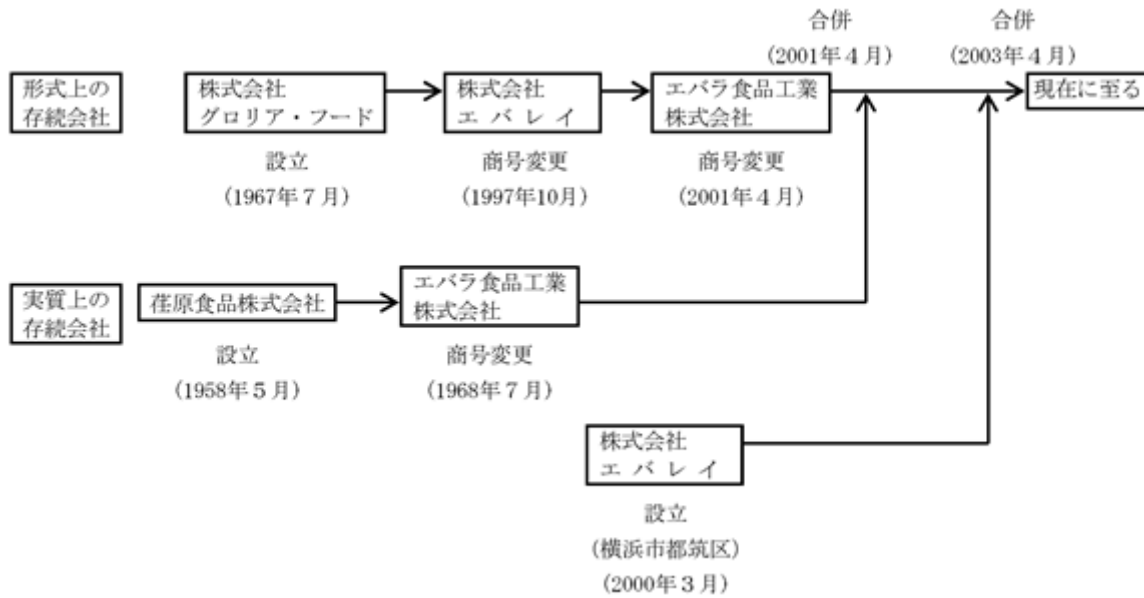 合併
(2001年4月)
合併
(2003年4月)
形式上の
存続会社
株式会社
グロリア・フード
株式会社
エバレイ
エバラ食品工業
株式会社
現在に至る
設立
(1967年7月)
商号変更
(1997年10月)
商号変更
(2001年4月)
実質上の
存続会社
荏原食品株式会社
エバラ食品工業
株式会社
設立
(1958年5月)
商号変更
(1968年7月)
株式会社
エバレイ
設立
(横浜市都筑区)
(2000年3月)